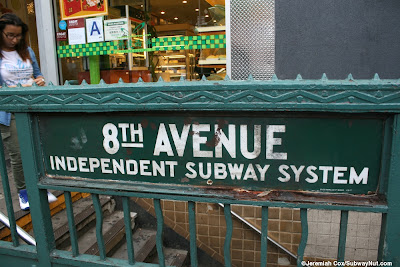 A
8TH AVENUE
INDEPENDENT SUBWAY SYSTEM
©Jeremiah Cox/SubwayNut.com